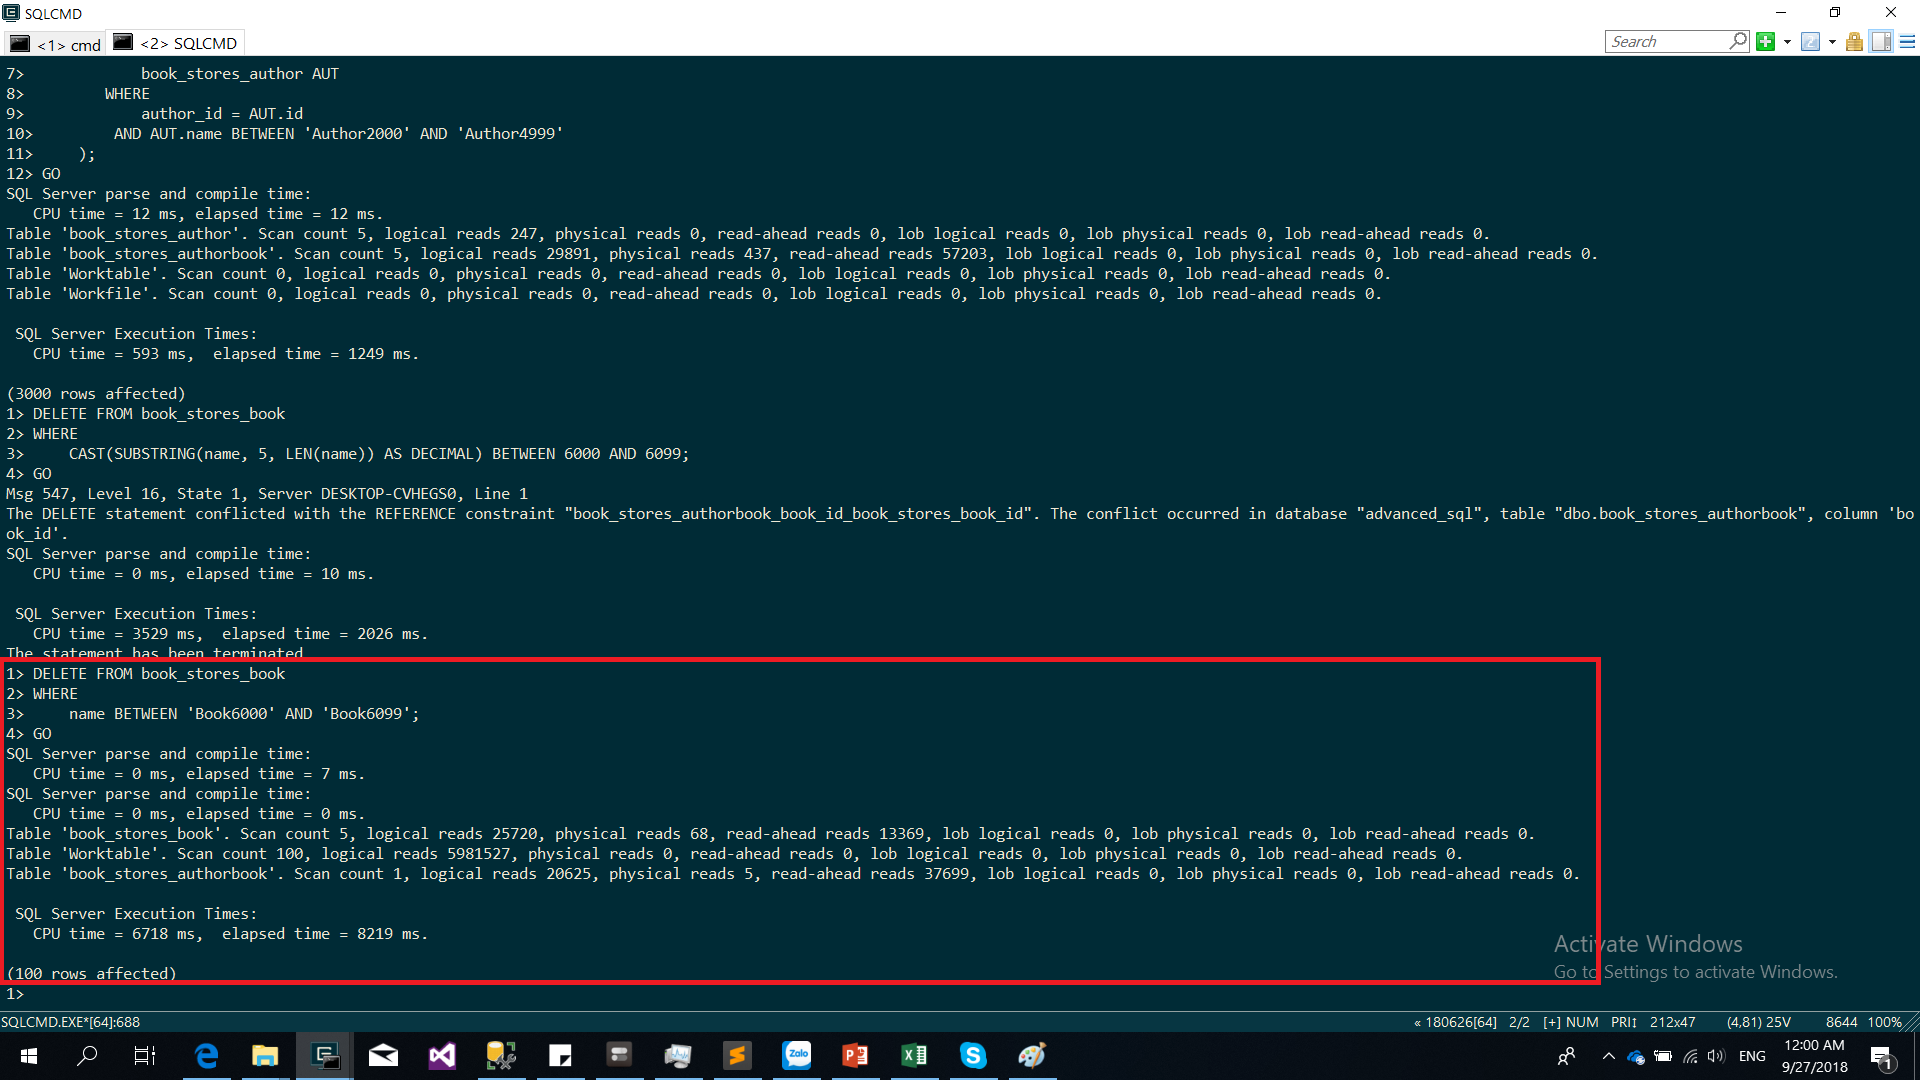 SQLCMD
<1> cmd
<2> SQLCMD
Search
7>             book_stores_author AUT
8>         WHERE
9>             author_id = AUT.id
10>         AND AUT.name BETWEEN 'Author2000' AND 'Author4999'
11>     );
12> GO
SQL Server parse and compile time:
   CPU time = 12 ms, elapsed time = 12 ms.
Table 'book_stores_author'. Scan count 5, logical reads 247, physical reads 0, read-ahead reads 0, lob logical reads 0, lob physical reads 0, lob read-ahead reads 0.
Table 'book_stores_authorbook'. Scan count 5, logical reads 29891, physical reads 437, read-ahead reads 57203, lob logical reads 0, lob physical reads 0, lob read-ahead reads 0.
Table 'Worktable'. Scan count 0, logical reads 0, physical reads 0, read-ahead reads 0, lob logical reads 0, lob physical reads 0, lob read-ahead reads 0.
Table 'Workfile'. Scan count 0, logical reads 0, physical reads 0, read-ahead reads 0, lob logical reads 0, lob physical reads 0, lob read-ahead reads 0.
 SQL Server Execution Times:
   CPU time = 593 ms,  elapsed time = 1249 ms.
(3000 rows affected)
1> DELETE FROM book_stores_book
2> WHERE
3>     CAST(SUBSTRING(name, 5, LEN(name)) AS DECIMAL) BETWEEN 6000 AND 6099;
4> GO
Msg 547, Level 16, State 1, Server DESKTOP-CVHEGS0, Line 1
The DELETE statement conflicted with the REFERENCE constraint "book_stores_authorbook_book_id_book_stores_book_id". The conflict occurred in database "advanced_sql", table "dbo.book_stores_authorbook", column 'bo
ok_id'.
SQL Server parse and compile time:
   CPU time = 0 ms, elapsed time = 10 ms.
 SQL Server Execution Times:
   CPU time = 3529 ms,  elapsed time = 2026 ms.
The statement has been terminated
1> DELETE FROM book_stores_book
2> WHERE
3>     name BETWEEN 'Book6000' AND 'Book6099';
4> GO
SQL Server parse and compile time:
   CPU time = 0 ms, elapsed time = 7 ms.
SQL Server parse and compile time:
   CPU time = 0 ms, elapsed time = 0 ms.
Table 'book_stores_book'. Scan count 5, logical reads 25720, physical reads 68, read-ahead reads 13369, lob logical reads 0, lob physical reads 0, lob read-ahead reads 0.
Table 'Worktable'. Scan count 100, logical reads 5981527, physical reads 0, read-ahead reads 0, lob logical reads 0, lob physical reads 0, lob read-ahead reads 0.
Table 'book_stores_authorbook'. Scan count 1, logical reads 20625, physical reads 5, read-ahead reads 37699, lob logical reads 0, lob physical reads 0, lob read-ahead reads 0.
 SQL Server Execution Times:
   CPU time = 6718 ms,  elapsed time = 8219 ms.
(100 rows affected)
1>
Activate Windows
Go to Settings to activate Windows.
SQLCMD.EXE*[64]:688
« 180626[64]  2/2  [+] NUM  PRI↕  212x47  (4,81) 25V  8644  100%
Zalo
ENG
12:00 AM
9/27/2018
1